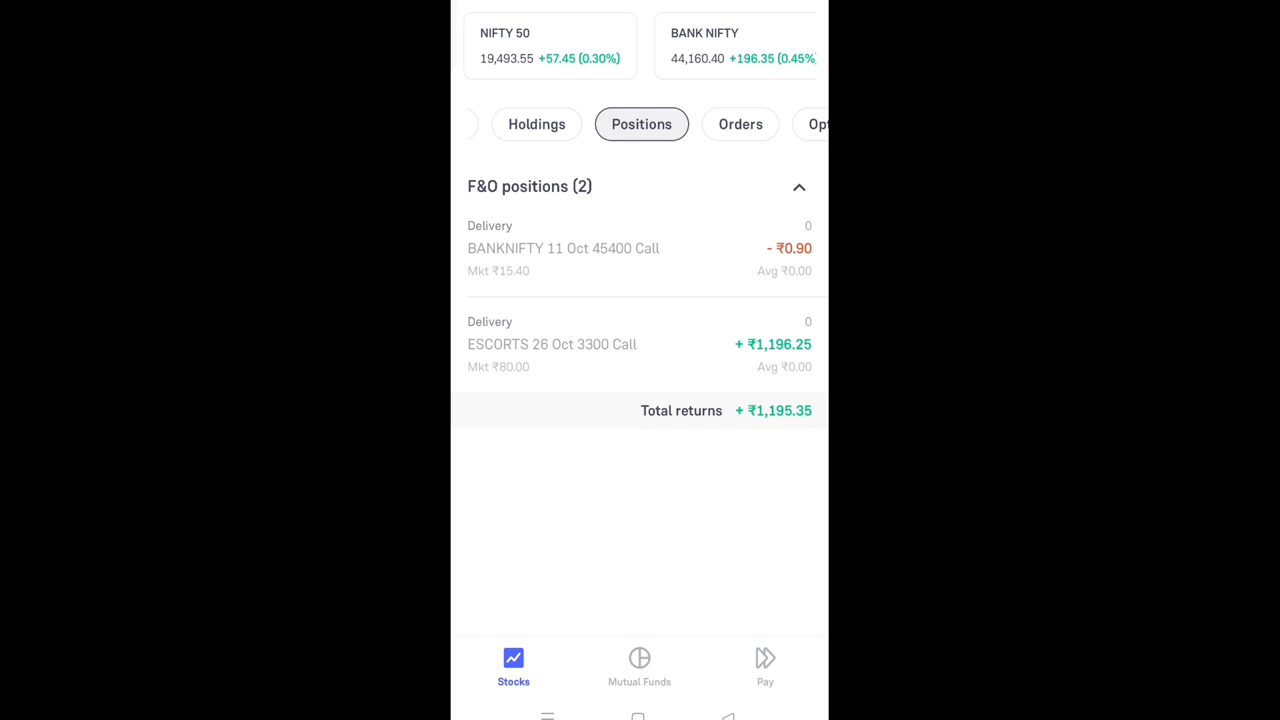 NIFTY 50
19,493.55 +57.45 (0.30%)
BANK NIFTY
44,160.40 +196.35 (0.45%)
Holdings
Positions
Orders
Opt
F&O positions (2)
Delivery 0
BANKNIFTY 11 Oct 45400 Call - ₹0.90
Mkt ₹15.40 Avg ₹0.00
Delivery 0
ESCORTS 26 Oct 3300 Call + ₹1,196.25
Mkt ₹80.00 Avg ₹0.00
Total returns + ₹1,195.35
Stocks
Mutual Funds
Pay